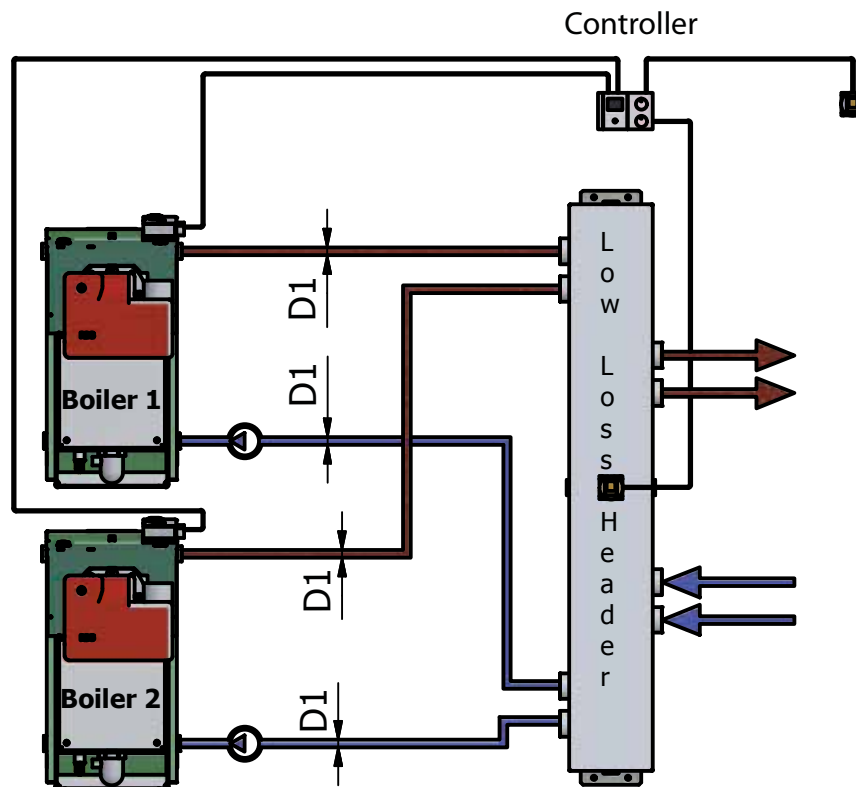 Controller
D1
D1
Boiler 1
D1
Boiler 2
D1
Low Loss Header